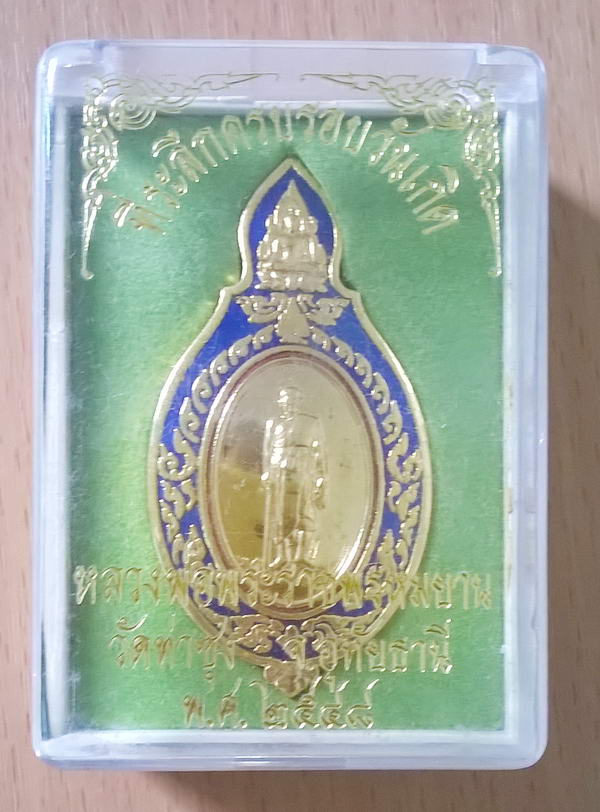 ที่ระลึกครบรอบวันเกิด
หลวงพ่อพระราชพรหมยาน
วัดท่าซุง จ.อุทัยธานี
พ.ศ. ๒๕๔๘